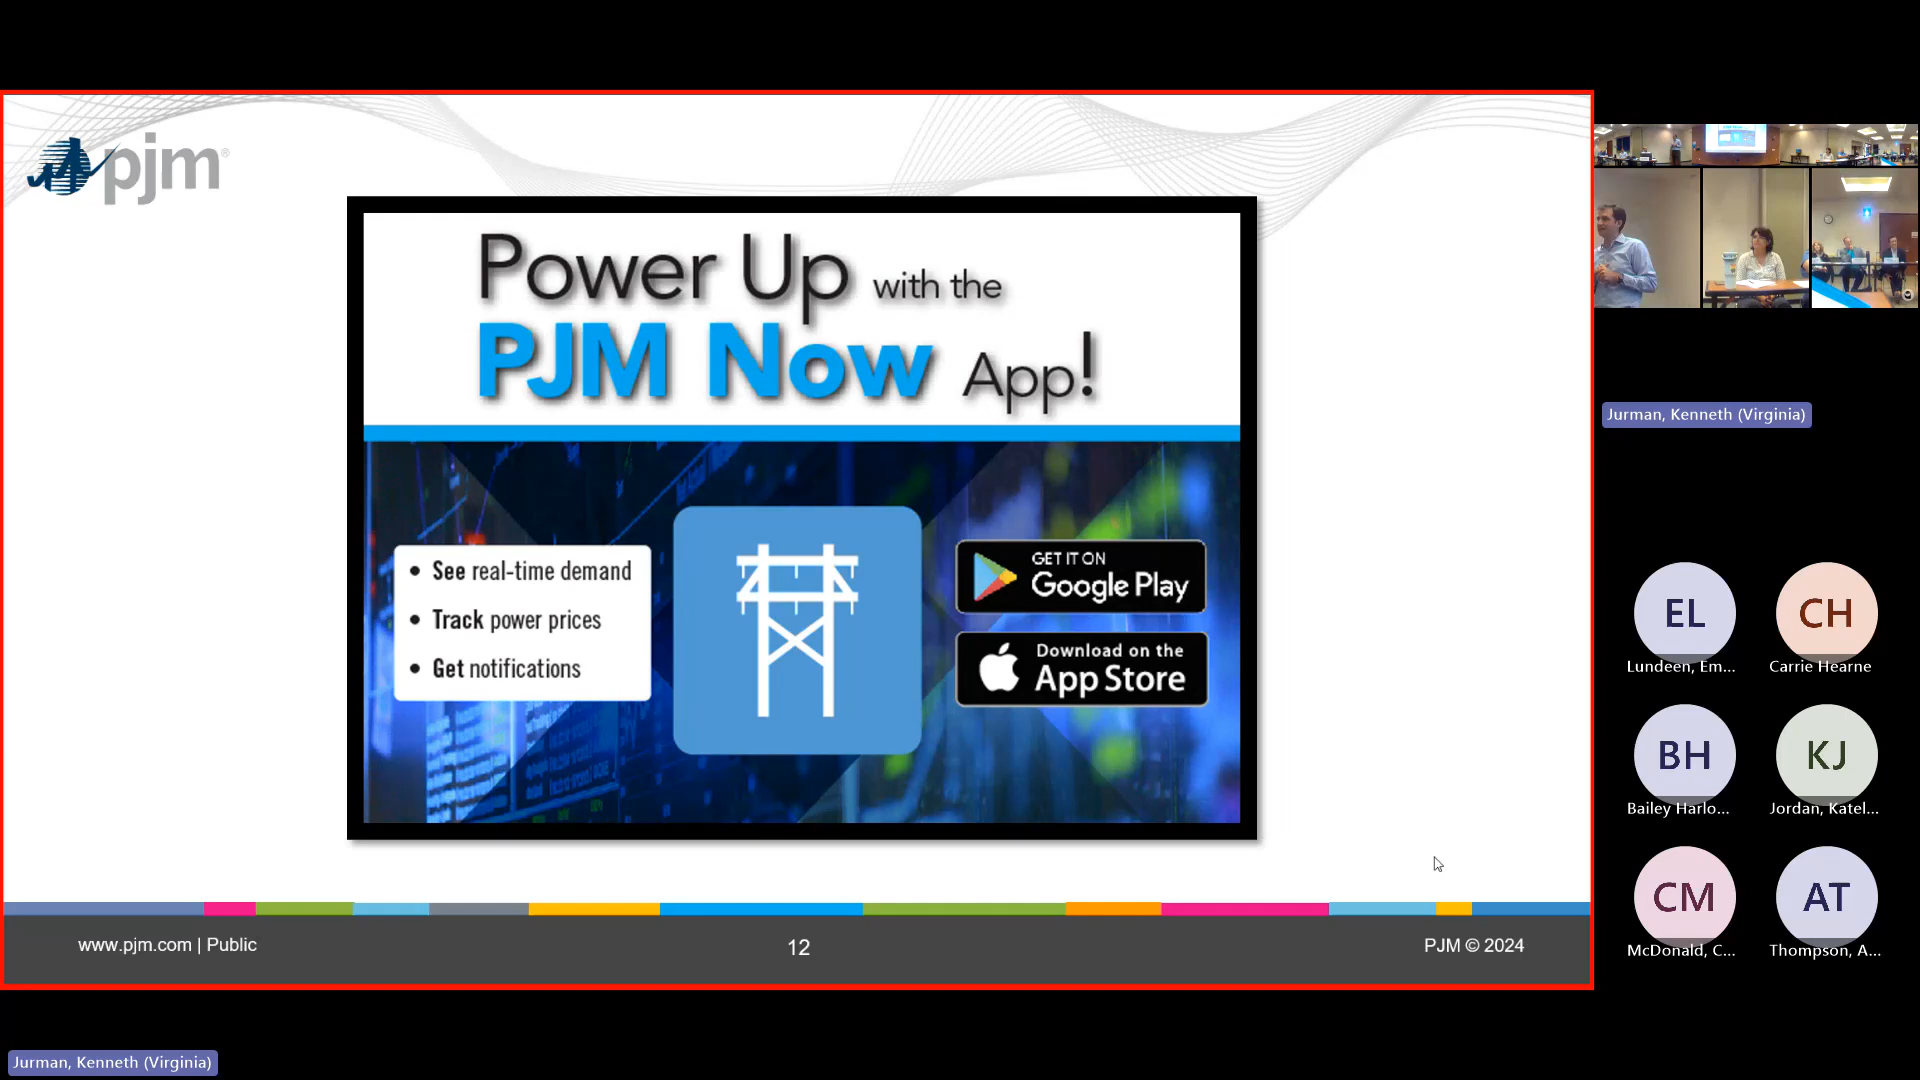 pjm®
Power Up with the
PJM Now App!
• See real-time demand
• Track power prices
• Get notifications
GET IT ON
Google Play
Download on the
App Store
www.pjm.com | Public
12
PJM © 2024
Jurman, Kenneth (Virginia)
EL
CH
Lundeen, Em...
Carrie Hearne
BH
KJ
Bailey Harlo...
Jordan, Katel...
CM
AT
McDonald, C...
Thompson, A...
Jurman, Kenneth (Virginia)